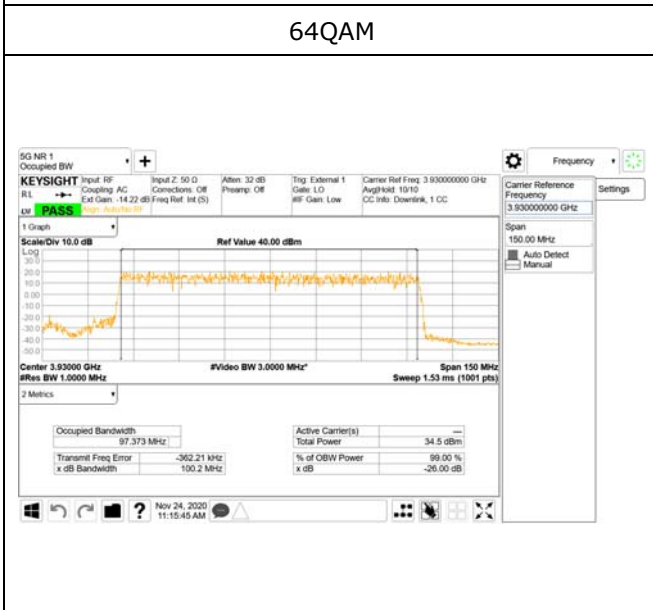 64QAM
5G NR 1
Occupied BW
Frequency
KEYSIGHT Input: RF Input Z: 50 Ω Atten: 32 dB Trig: External 1 Carrier Ref Freq: 3.930000000 GHz
RL Coupling: AC Corrections: Off Preamp: Off Gate: LO Avg|Hold: 10/10
Ext Gain: -14.22 dB Freq Ref: Int (S) #IF Gain: Low CC Info: Downlink, 1 CC
LXI PASS Align: Auto/No RF
Carrier Reference
Frequency
3.930000000 GHz
Settings
Span
150.00 MHz
Auto Detect
Manual
1 Graph
Scale/Div 10.0 dB Ref Value 40.00 dBm
Log
30.0
20.0
10.0
0.00
-10.0
-20.0
-30.0
-40.0
-50.0
Center 3.93000 GHz #Video BW 3.0000 MHz* Span 150 MHz
#Res BW 1.0000 MHz Sweep 1.53 ms (1001 pts)
2 Metrics
Occupied Bandwidth Active Carrier(s) ---
97.373 MHz Total Power 34.5 dBm
Transmit Freq Error -362.21 kHz % of OBW Power 99.00 %
x dB Bandwidth 100.2 MHz x dB -26.00 dB
Nov 24, 2020
11:15:45 AM